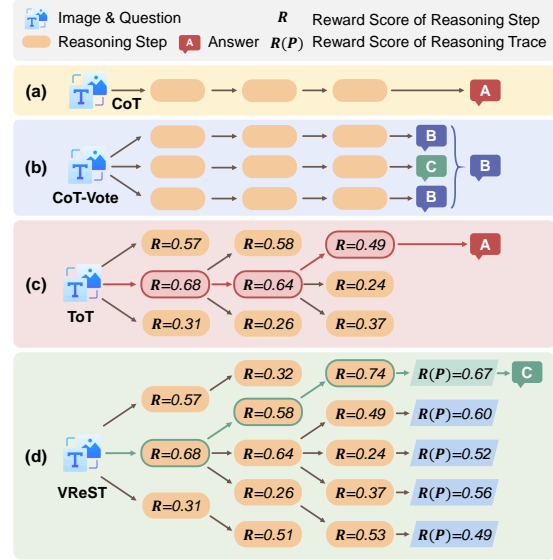 Image & Question
R Reward Score of Reasoning Step
Reasoning Step
A Answer
R(P) Reward Score of Reasoning Trace
(a)
T
CoT
A
(b)
T
CoT-Vote
B
C
B
B
(c)
T
ToT
R=0.57
R=0.58
R=0.49
A
R=0.68
R=0.64
R=0.24
R=0.31
R=0.26
R=0.37
(d)
T
VReST
R=0.32
R=0.74
R(P)=0.67
C
R=0.57
R=0.58
R=0.49
R(P)=0.60
R=0.68
R=0.64
R=0.24
R(P)=0.52
R=0.26
R=0.37
R(P)=0.56
R=0.31
R=0.51
R=0.53
R(P)=0.49